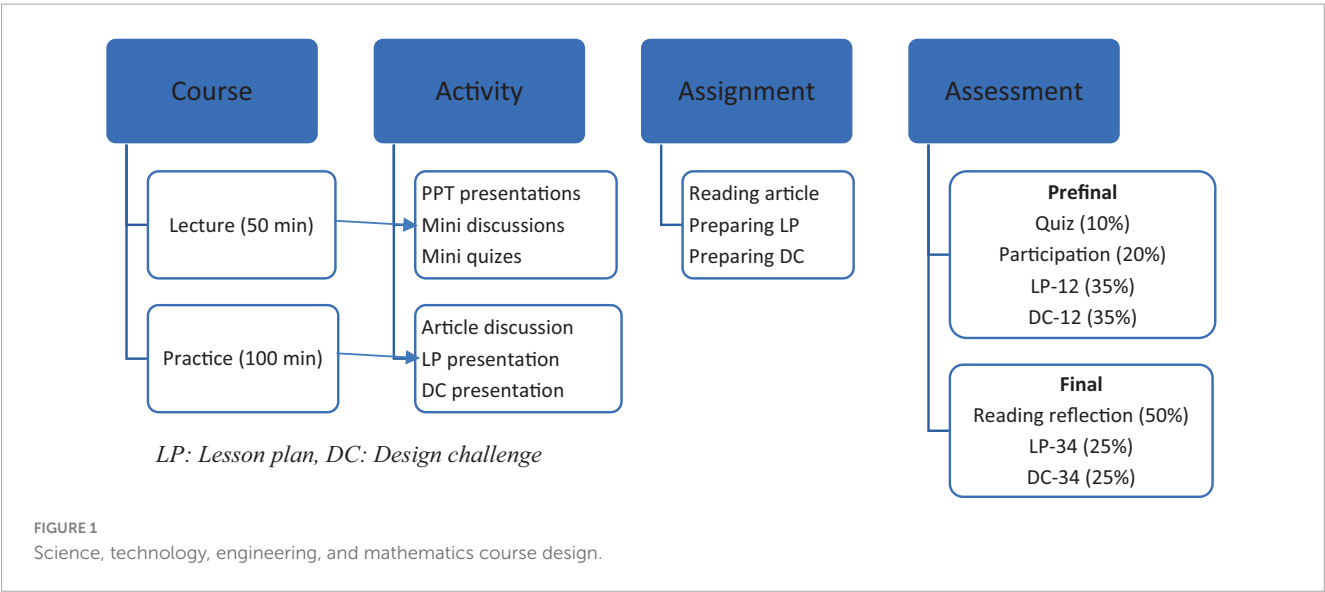 Course
Lecture (50 min)
Practice (100 min)
Activity
PPT presentations
Mini discussions
Mini quizes
Article discussion
LP presentation
DC presentation
Assignment
Reading article
Preparing LP
Preparing DC
Assessment
Prefinal
Quiz (10%)
Participation (20%)
LP-12 (35%)
DC-12 (35%)
Final
Reading reflection (50%)
LP-34 (25%)
DC-34 (25%)
LP: Lesson plan, DC: Design challenge
FIGURE 1
Science, technology, engineering, and mathematics course design.